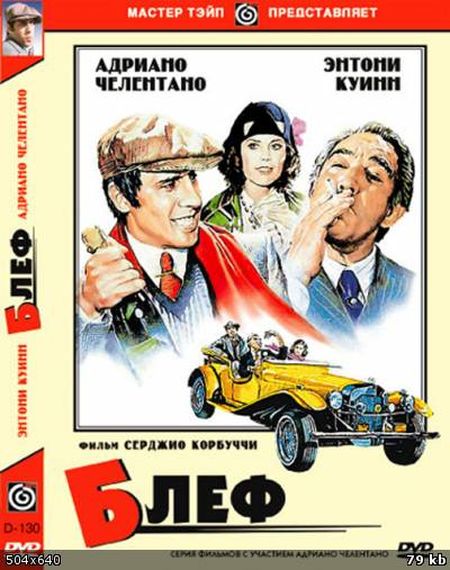 МАСТЕР ТЭЙП ПРЕДСТАВЛЯЕТ
АДРИАНО
ЧЕЛЕНТАНО
ЭНТОНИ
КУИНН
ФИЛЬМ СЕРДЖИО КОРБУЧЧИ
БЛЕФ
СЕРИЯ ФИЛЬМОВ С УЧАСТИЕМ АДРИАНО ЧЕЛЕНТАНО
DVD
ЭНТОНИ КУИНН БЛЕФ АДРИАНО ЧЕЛЕНТАНО
D-130
DVD
504x640
79 kb